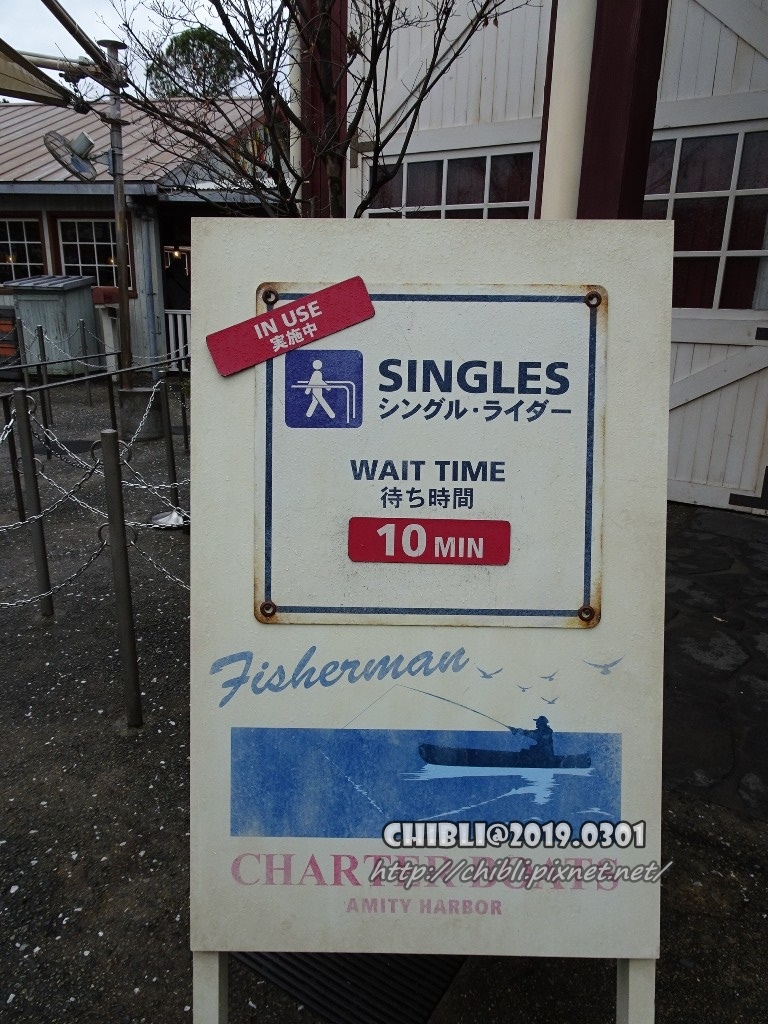 IN USE
実施中
SINGLES
シングル・ライダー
WAIT TIME
待ち時間
10 MIN
Fisherman
CHIBLI@2019.0301
CHARTER BOATS
http://chibli.pixnet.net/
AMITY HARBOR